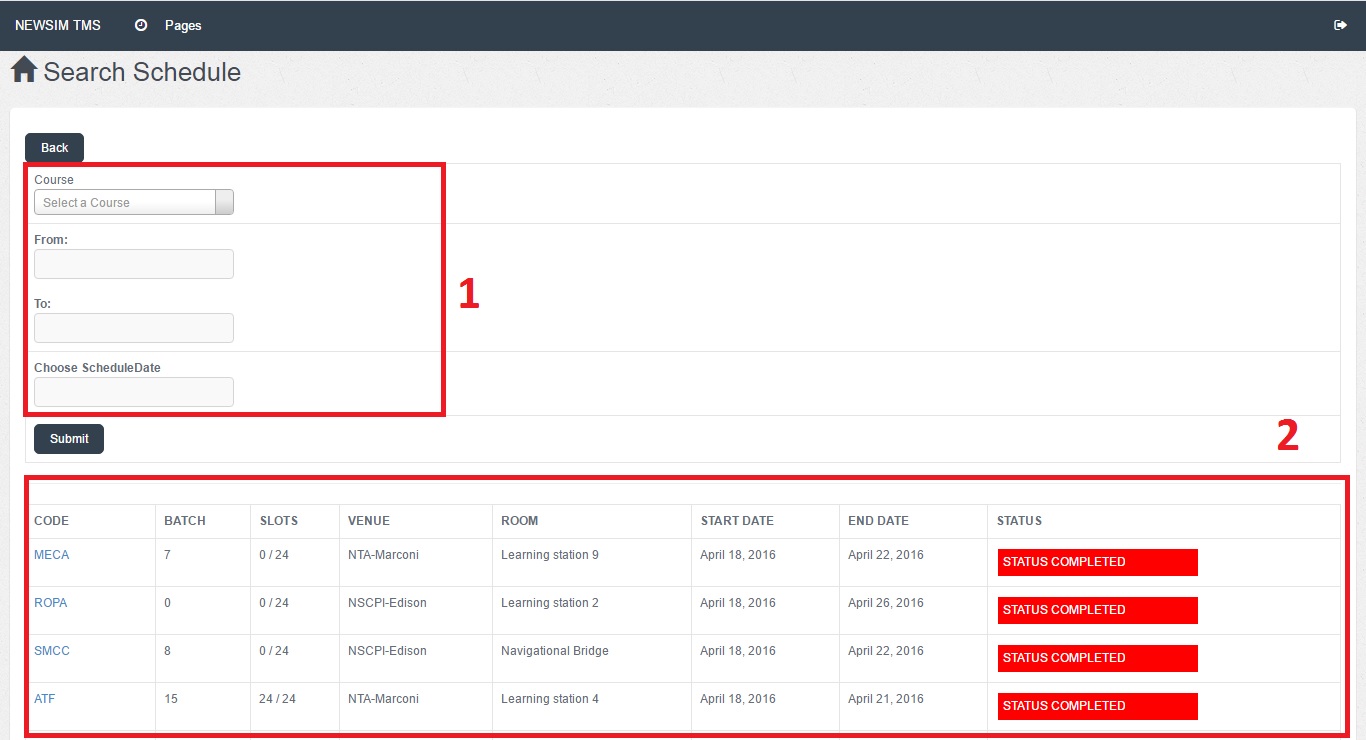 NEWSIM TMS Pages
Search Schedule
Back
Course
Select a Course
From:
1
To:
Choose ScheduleDate
Submit
2
CODE BATCH SLOTS VENUE ROOM START DATE END DATE STATUS
MECA 7 0 / 24 NTA-Marconi Learning station 9 April 18, 2016 April 22, 2016 STATUS COMPLETED
ROPA 0 0 / 24 NSCPI-Edison Learning station 2 April 18, 2016 April 26, 2016 STATUS COMPLETED
SMCC 8 0 / 24 NSCPI-Edison Navigational Bridge April 18, 2016 April 22, 2016 STATUS COMPLETED
ATF 15 24 / 24 NTA-Marconi Learning station 4 April 18, 2016 April 21, 2016 STATUS COMPLETED